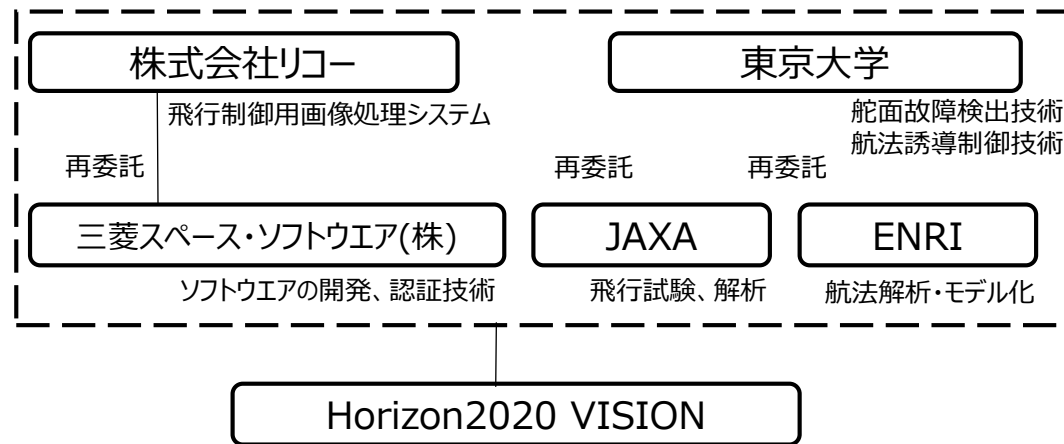 株式会社リコー
東京大学
飛行制御用画像処理システム
舵面故障検出技術
航法誘導制御技術
再委託
再委託
再委託
三菱スペース・ソフトウエア(株)
JAXA
ENRI
ソフトウエアの開発、認証技術
飛行試験、解析
航法解析・モデル化
Horizon2020 VISION